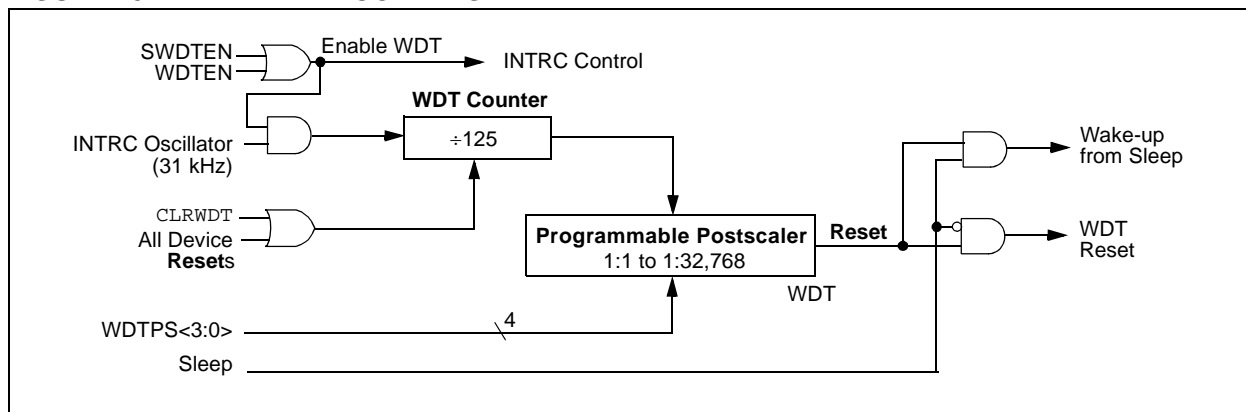 SWDTEN
WDTEN
Enable WDT
INTRC Control
WDT Counter
INTRC Oscillator
(31 kHz)
÷125
Wake-up
from Sleep
CLRWDT
All Device
Resets
Programmable Postscaler
1:1 to 1:32,768
Reset
WDT
Reset
WDT
WDTPS<3:0>
4
Sleep